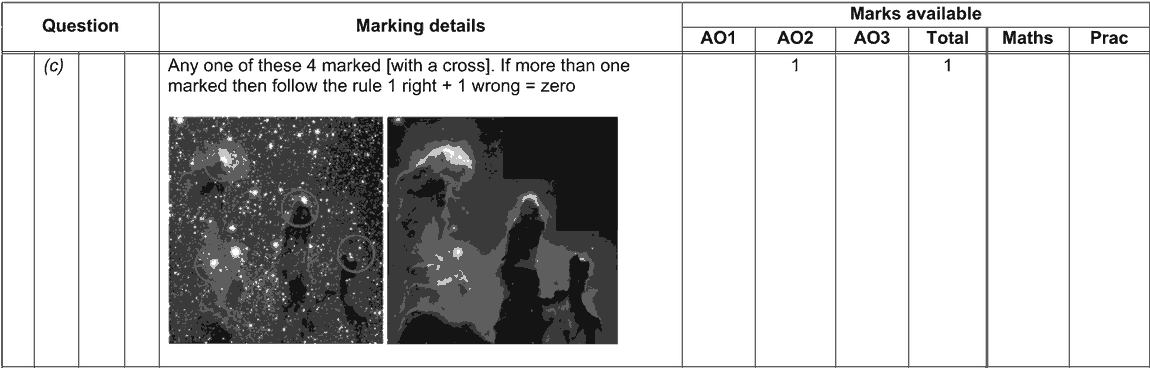 Question Marking details Marks available
AO1 AO2 AO3 Total Maths Prac
(c) Any one of these 4 marked [with a cross]. If more than one 1 1
marked then follow the rule 1 right + 1 wrong = zero